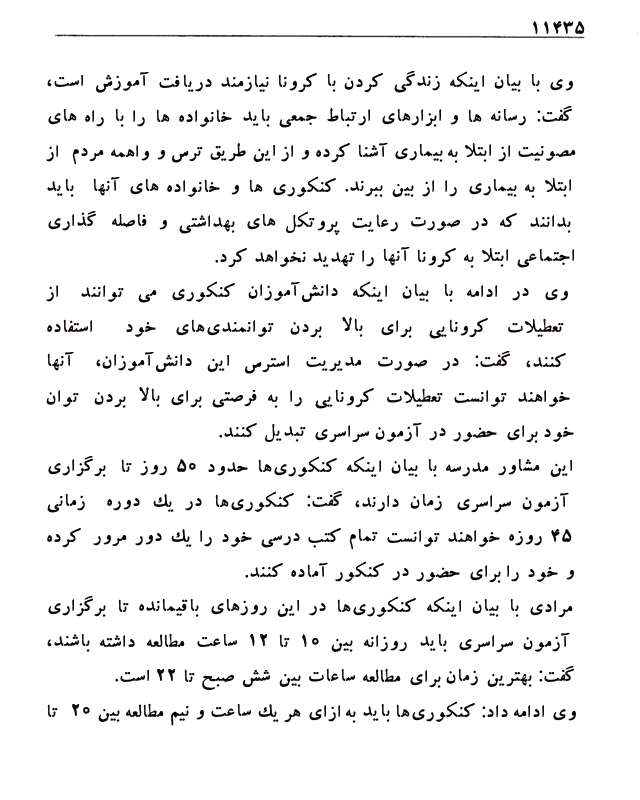 ۱۱۴۳۵
وی با بیان اینکه زندگی کردن با کرونا نیازمند دریافت آموزش است،
گفت: رسانه ها و ابزارهای ارتباط جمعی باید خانواده ها را با راه های
مصونیت از ابتلا به بیماری آشنا کرده و از این طریق ترس و واهمه مردم از
ابتلا به بیماری را از بین ببرند. کنکوری ها و خانواده های آنها باید
بدانند که در صورت رعایت پروتکل های بهداشتی و فاصله گذاری
اجتماعی ابتلا به کرونا آنها را تهدید نخواهد کرد.
وی در ادامه با بیان اینکه دانش‌آموزان کنکوری می توانند از
تعطیلات کرونایی برای بالا بردن توانمندی‌های خود استفاده
کنند، گفت: در صورت مدیریت استرس این دانش‌آموزان، آنها
خواهند توانست تعطیلات کرونایی را به فرصتی برای بالا بردن توان
خود برای حضور در آزمون سراسری تبدیل کنند.
این مشاور مدرسه با بیان اینکه کنکوری‌ها حدود ۵۰ روز تا برگزاری
آزمون سراسری زمان دارند، گفت: کنکوری‌ها در یك دوره زمانی
۴۵ روزه خواهند توانست تمام کتب درسی خود را یك دور مرور کرده
و خود را برای حضور در کنکور آماده کنند.
مرادی با بیان اینکه کنکوری‌ها در این روزهای باقیمانده تا برگزاری
آزمون سراسری باید روزانه بین ۱۰ تا ۱۲ ساعت مطالعه داشته باشند،
گفت: بهترین زمان برای مطالعه ساعات بین شش صبح تا ۲۲ است.
وی ادامه داد: کنکوری‌ها باید به ازای هر یك ساعت و نیم مطالعه بین ۲۰ تا